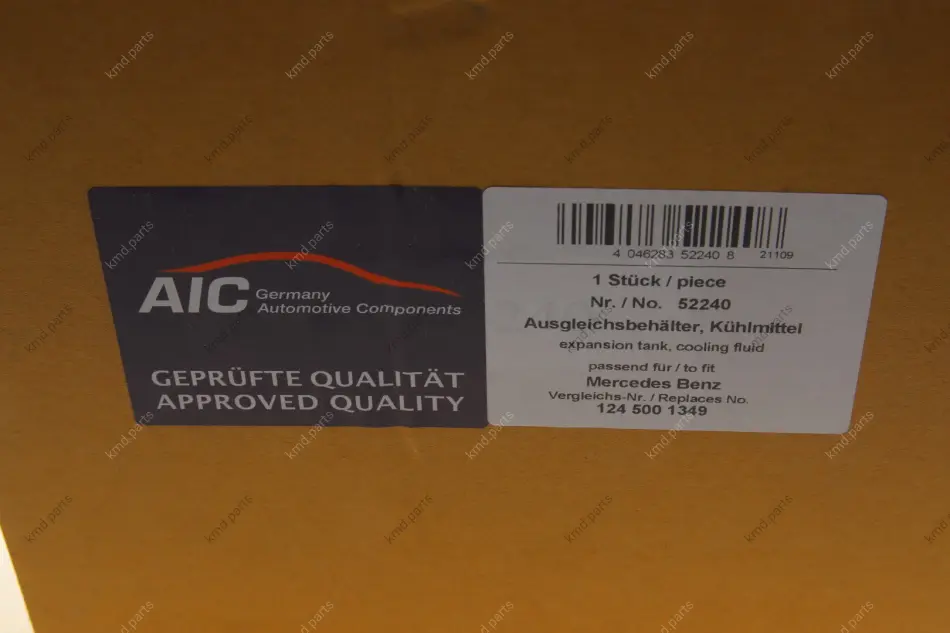 AIC Germany
Automotive Components
GEPRÜFTE QUALITÄT
APPROVED QUALITY
4 046283 52240 8 21109
1 Stück / piece
Nr. / No. 52240
Ausgleichsbehälter, Kühlmittel
expansion tank, cooling fluid
passend für / to fit
Mercedes Benz
Vergleichs-Nr. / Replaces No.
124 500 1349
kmd.parts